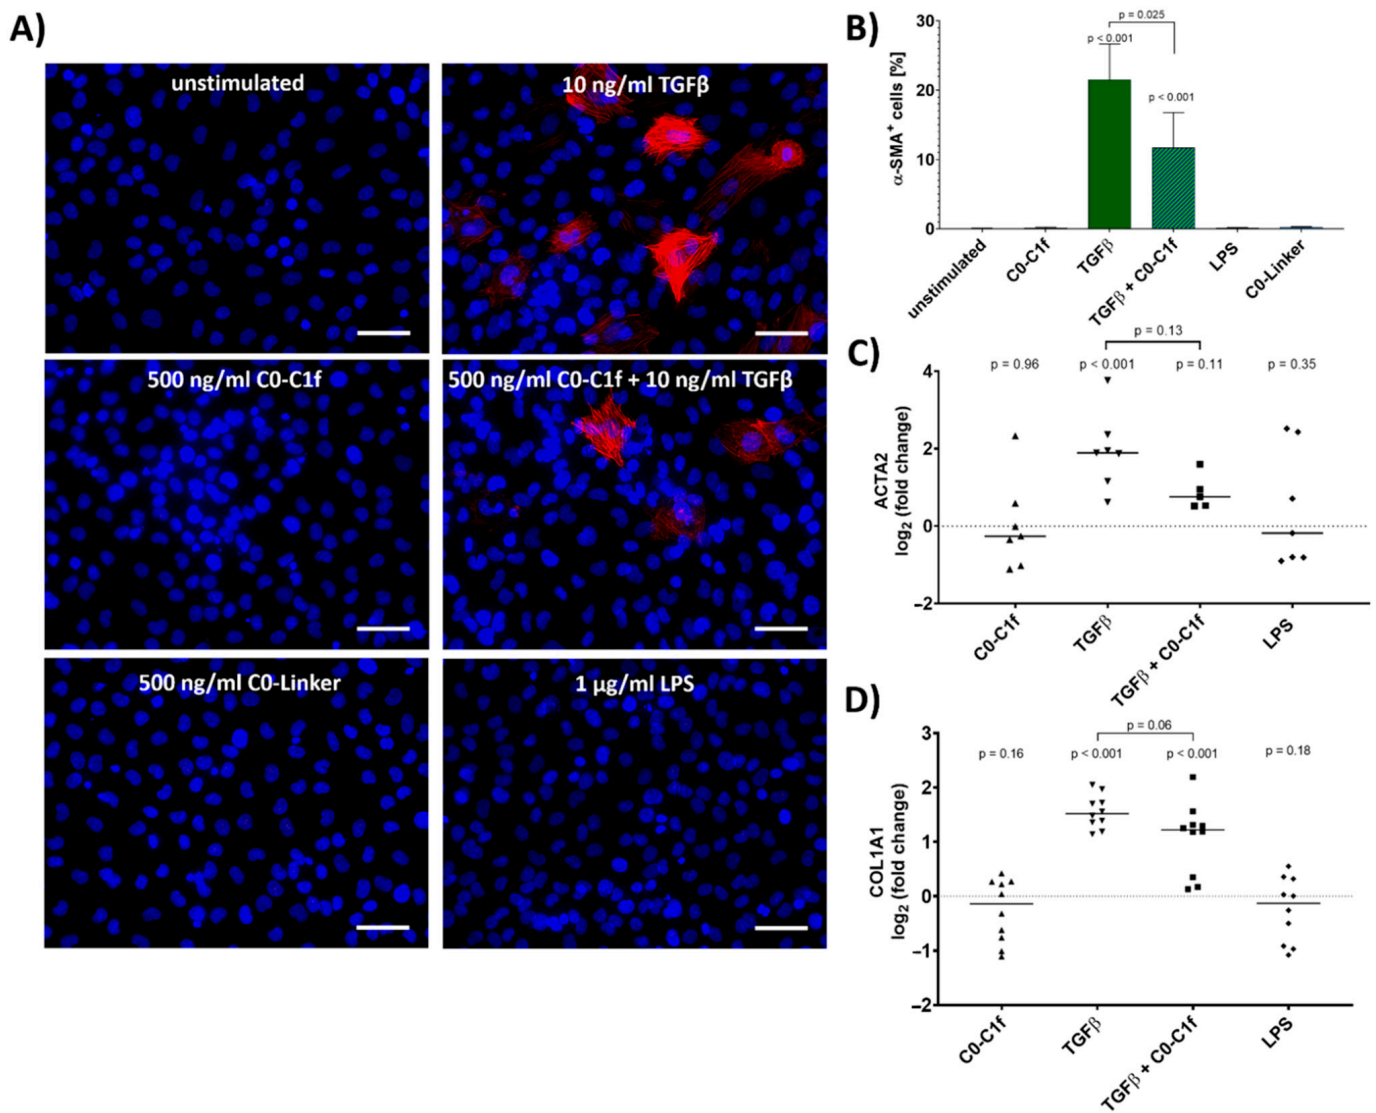 A)
unstimulated
10 ng/ml TGFβ
500 ng/ml C0-C1f
500 ng/ml C0-C1f + 10 ng/ml TGFβ
500 ng/ml C0-Linker
1 µg/ml LPS
B)
p = 0.025
p < 0.001
p < 0.001
α-SMA⁺ cells [%]
30
20
10
0
unstimulated
C0-C1f
TGFβ
TGFβ + C0-C1f
LPS
C0-Linker
C)
p = 0.13
p = 0.96
p < 0.001
p = 0.11
p = 0.35
ACTA2
log₂ (fold change)
4
2
0
−2
C0-C1f
TGFβ
TGFβ + C0-C1f
LPS
D)
p = 0.06
p = 0.16
p < 0.001
p < 0.001
p = 0.18
COL1A1
log₂ (fold change)
3
2
1
0
−1
−2
C0-C1f
TGFβ
TGFβ + C0-C1f
LPS